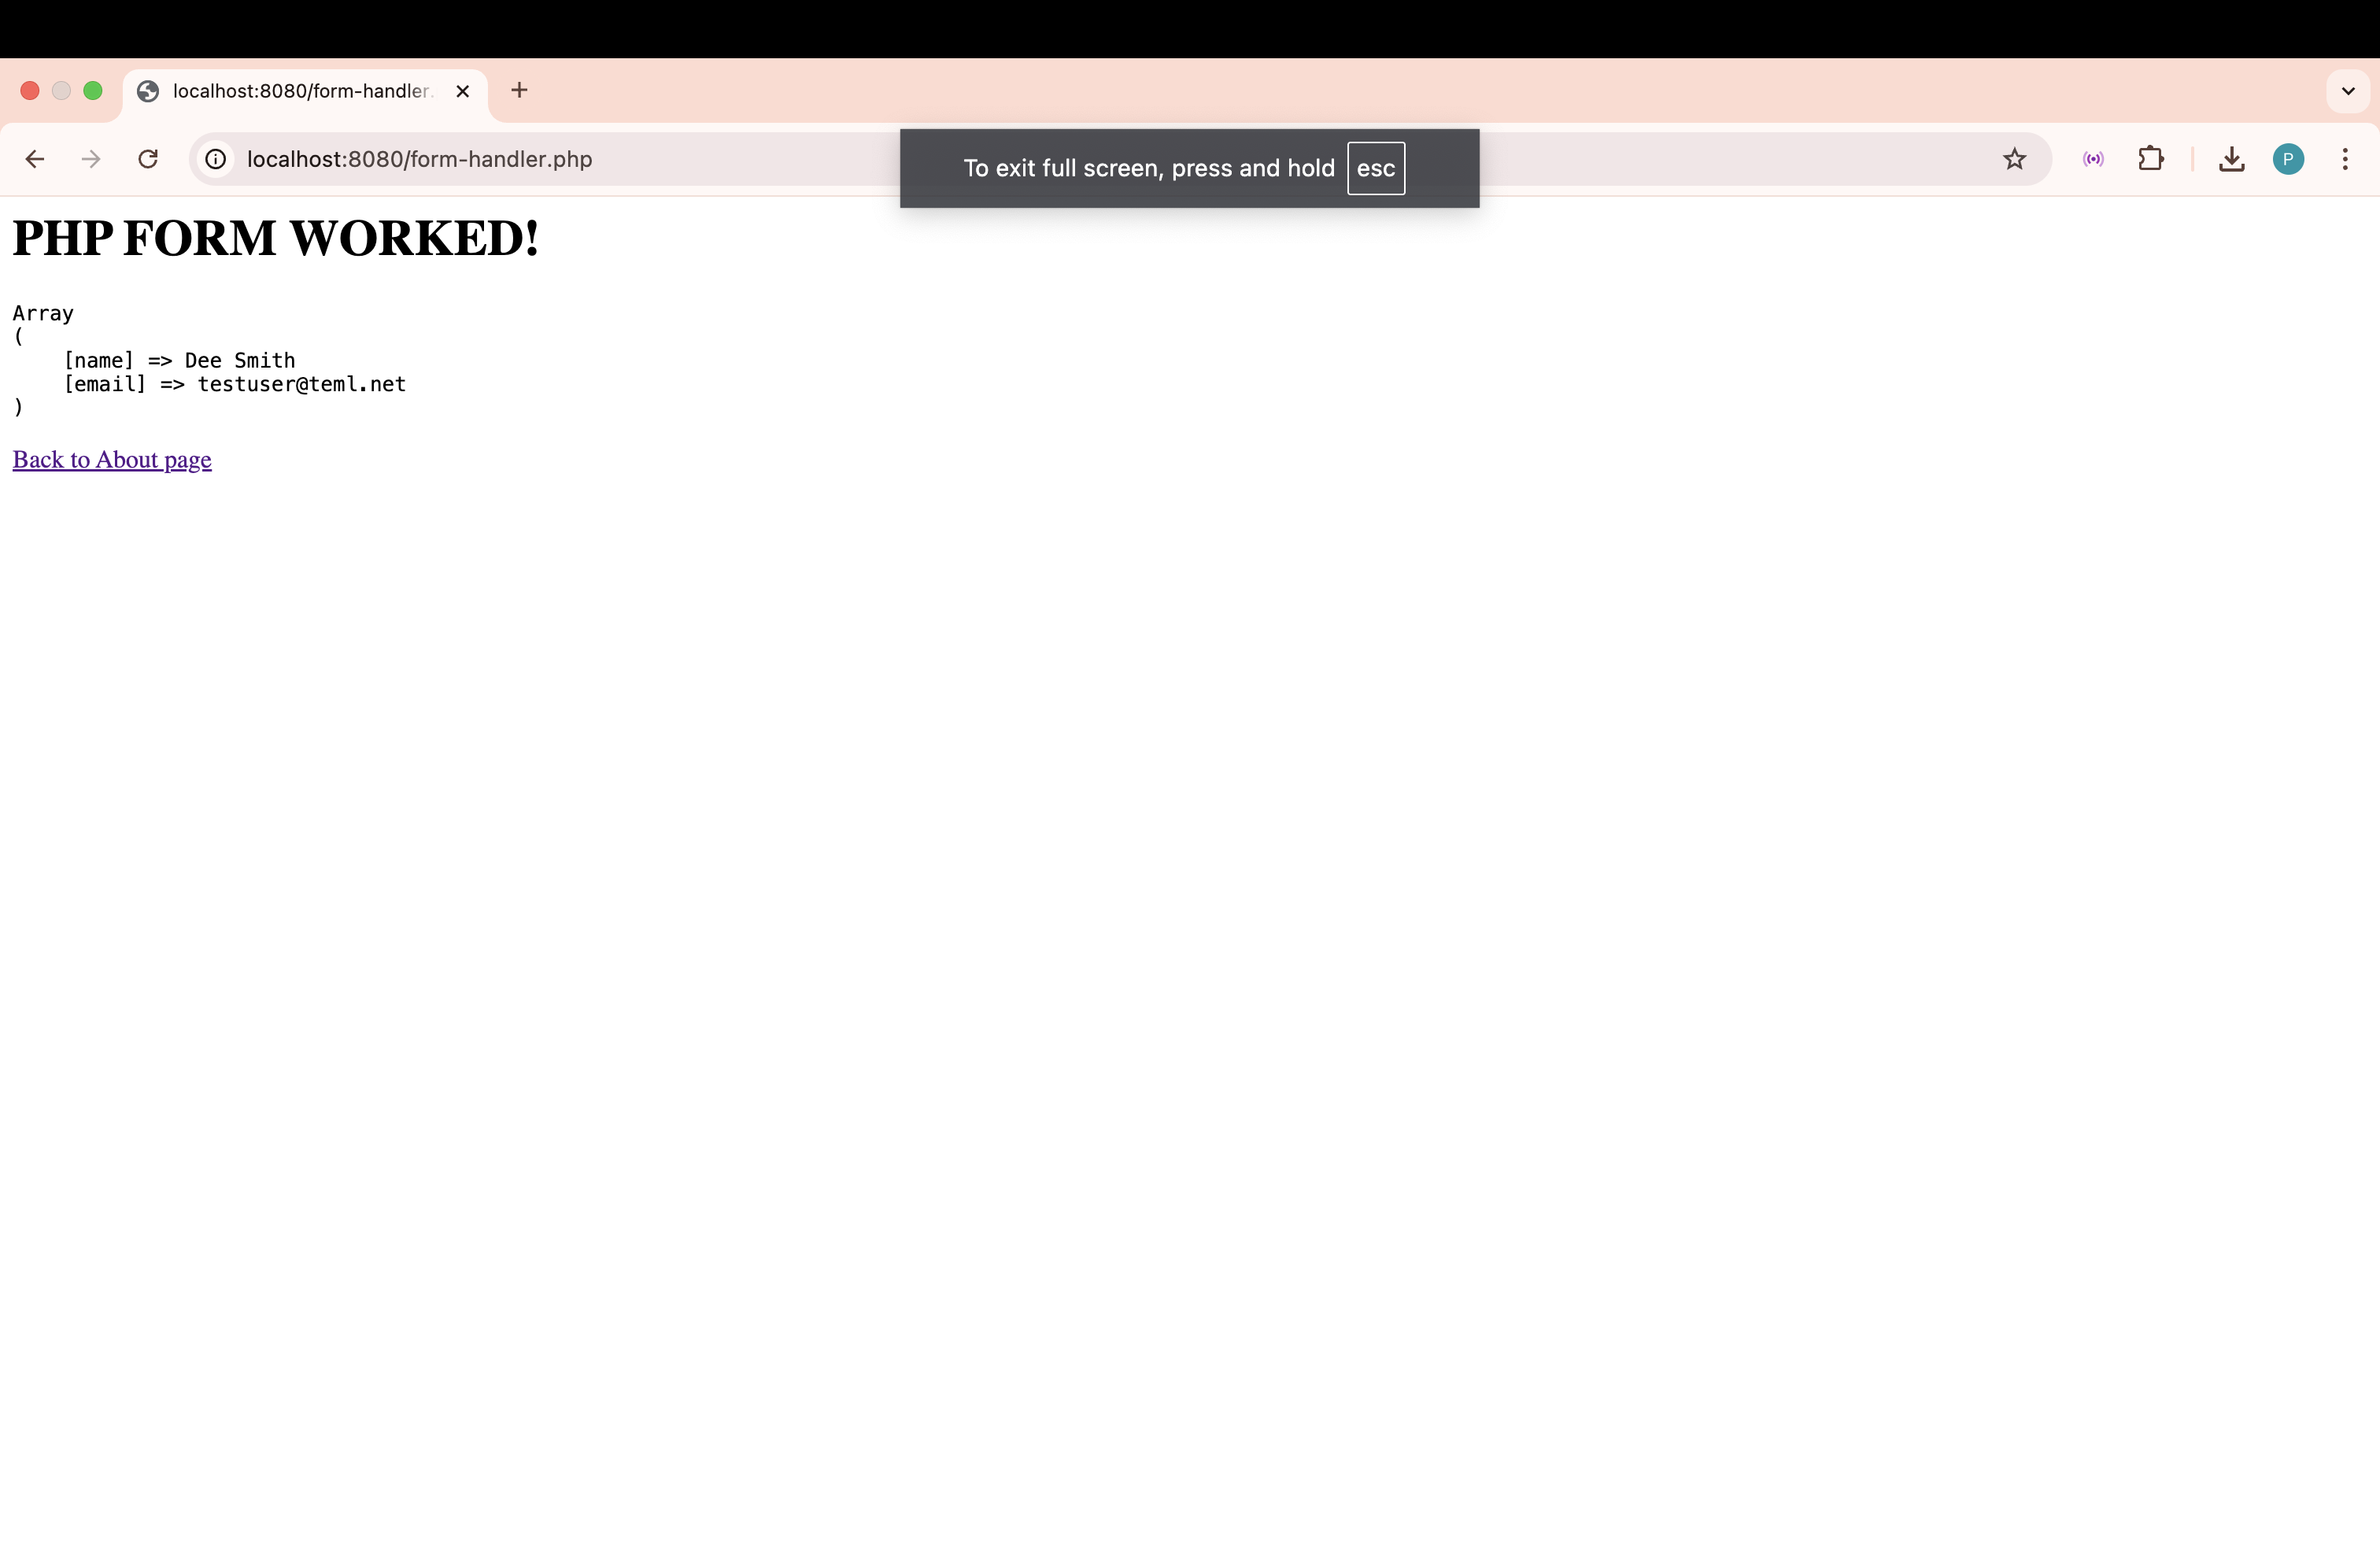 localhost:8080/form-handler.
localhost:8080/form-handler.php
To exit full screen, press and hold esc
P
PHP FORM WORKED!
Array
(
    [name] => Dee Smith
    [email] => testuser@teml.net
)
Back to About page